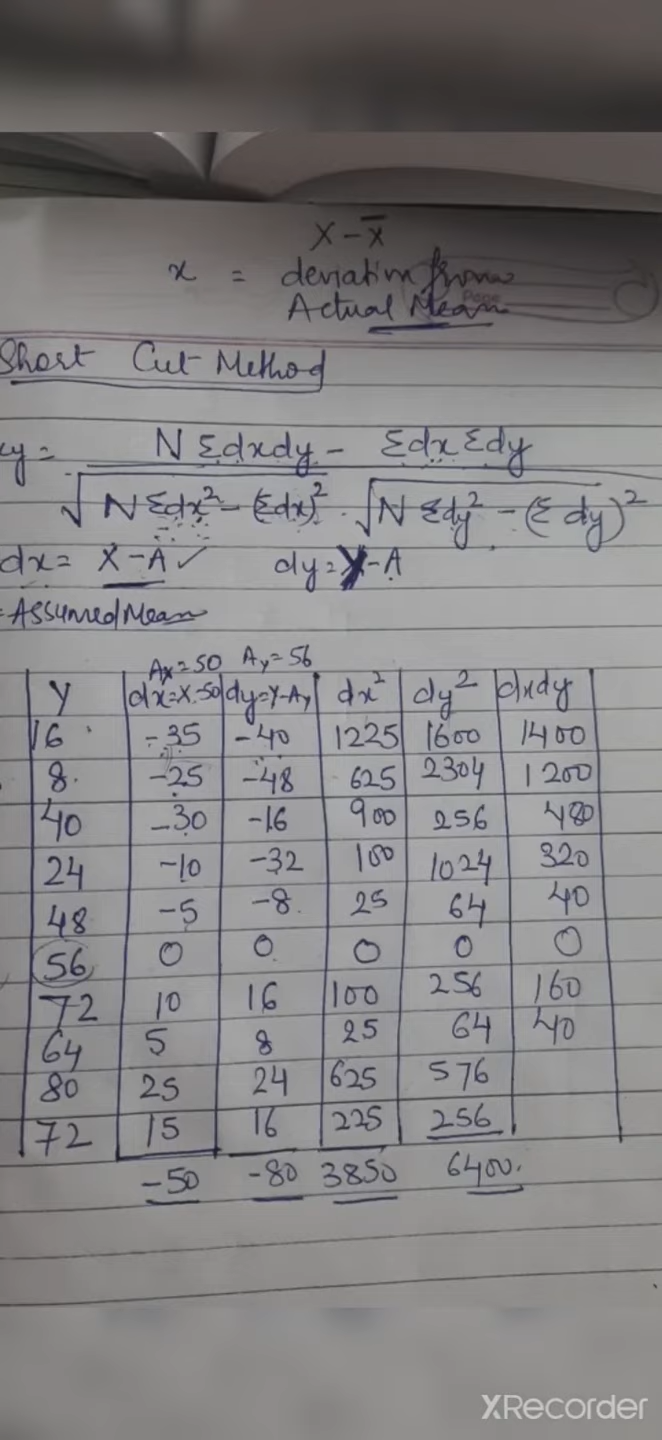 X - x̄
x = deviation from
Actual Mean
Short Cut Method
xy = N Σdxdy - Σdx Σdy
√N Σdx² - (Σdx)² . √N Σdy² - (Σ dy)²
dx = X - A ✓ dy = Y - A
= Assumed Mean
Ax = 50 Ay = 56
Y dx = X - 50 dy = Y - Ay dx² dy² dxdy
16 -35 -40 1225 1600 1400
8 -25 -48 625 2304 1200
40 -30 -16 900 256 480
24 -10 -32 100 1024 320
48 -5 -8 25 64 40
56 0 0 0 0 0
72 10 16 100 256 160
64 5 8 25 64 40
80 25 24 625 576
72 15 16 225 256
-50 -80 3850 6400.
XRecorder